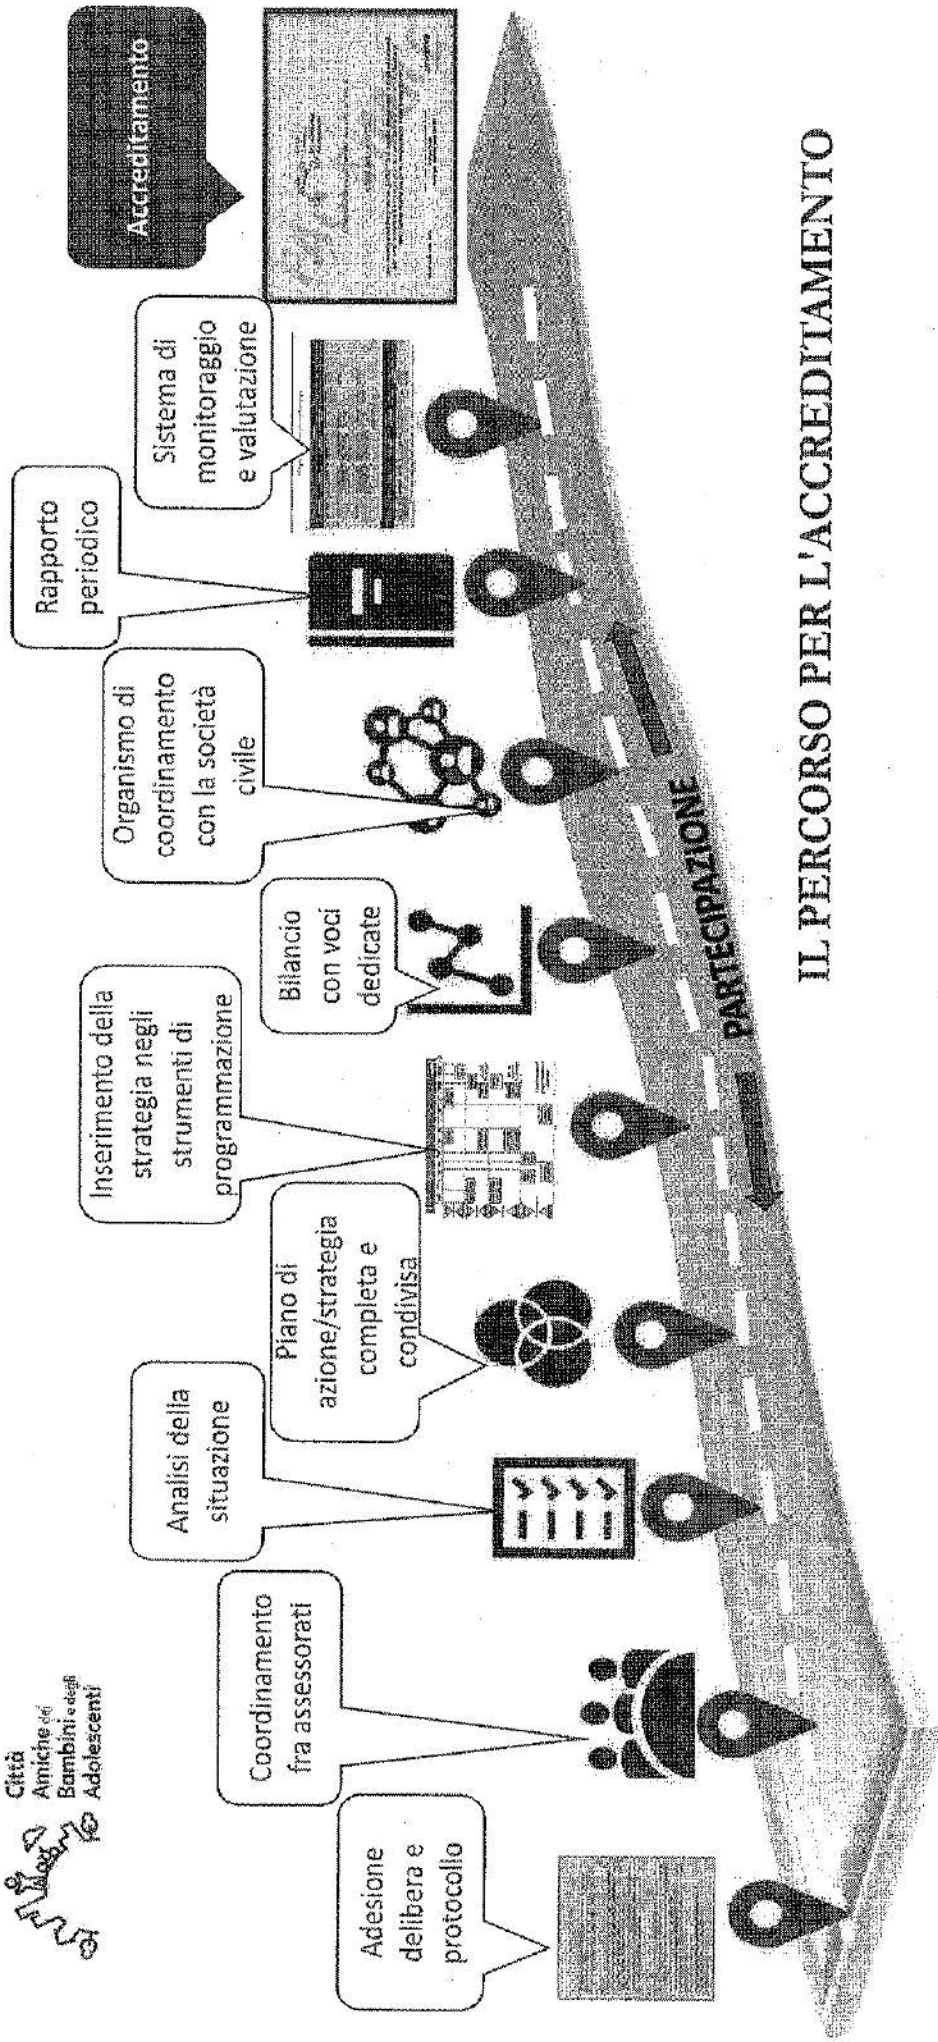 Città
Amiche dei
Bambini e degli
Adolescenti
Adesione
delibera e
protocollo
Coordinamento
fra assessorati
Analisi della
situazione
Piano di
azione/strategia
completa e
condivisa
Inserimento della
strategia negli
strumenti di
programmazione
Bilancio
con voci
dedicate
Organismo di
coordinamento
con la società
civile
Rapporto
periodico
Sistema di
monitoraggio
e valutazione
Accreditamento
PARTECIPAZIONE
IL PERCORSO PER L'ACCREDITAMENTO